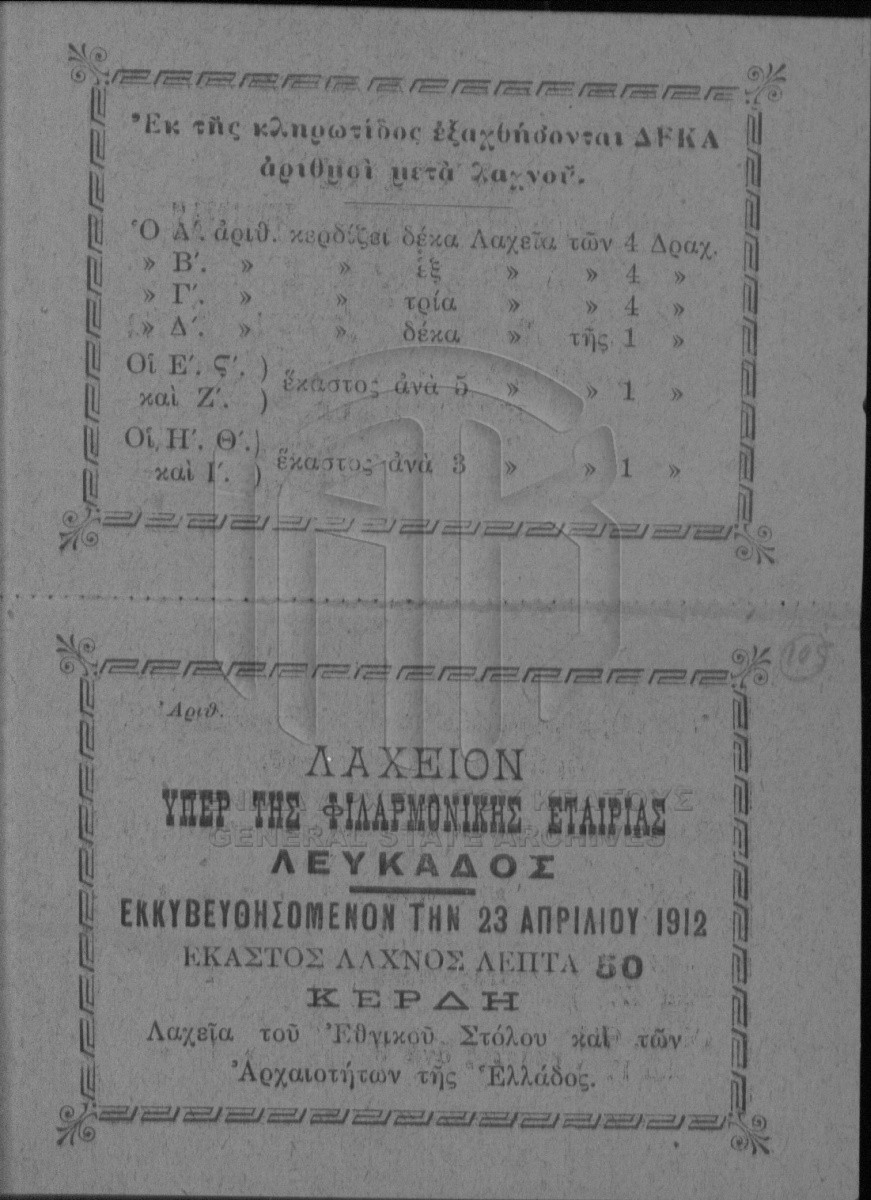 Ἐκ τῆς κληρωτίδος ἐξαχθήσονται ΔΕΚΑ
ἀριθμοὶ μετὰ λαχνοῦ.
Ὁ Α΄. ἀριθ. κερδίζει δέκα Λαχεῖα τῶν 4 Δραχ.
» Β΄. » » ἑξ » » 4 »
» Γ΄. » » τρία » » 4 »
» Δ΄. » » δέκα » τῆς 1 »
Οἱ Ε΄. Ϛ΄. )
καὶ Ζ΄. ) ἕκαστος ἀνὰ 5 » » 1 »
Οἱ, Η΄. Θ΄. )
καὶ Ι΄. ) ἕκαστος ἀνὰ 3 » » 1 »
105
Ἀριθ.
ΛΑΧΕΙΟΝ
ΥΠΕΡ ΤΗΣ ΦΙΛΑΡΜΟΝΙΚΗΣ ΕΤΑΙΡΙΑΣ
GENERAL STATE ARCHIVES
ΛΕΥΚΑΔΟΣ
ΕΚΚΥΒΕΥΘΗΣΟΜΕΝΟΝ ΤΗΝ 23 ΑΠΡΙΛΙΟΥ 1912
ΕΚΑΣΤΟΣ ΛΑΧΝΟΣ ΛΕΠΤΑ 50
ΚΕΡΔΗ
Λαχεῖα τοῦ Ἐθνικοῦ Στόλου καὶ τῶν
Ἀρχαιοτήτων τῆς Ἑλλάδος.